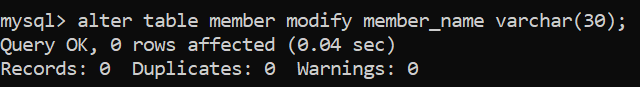 mysql> alter table member modify member_name varchar(30);
Query OK, 0 rows affected (0.04 sec)
Records: 0  Duplicates: 0  Warnings: 0